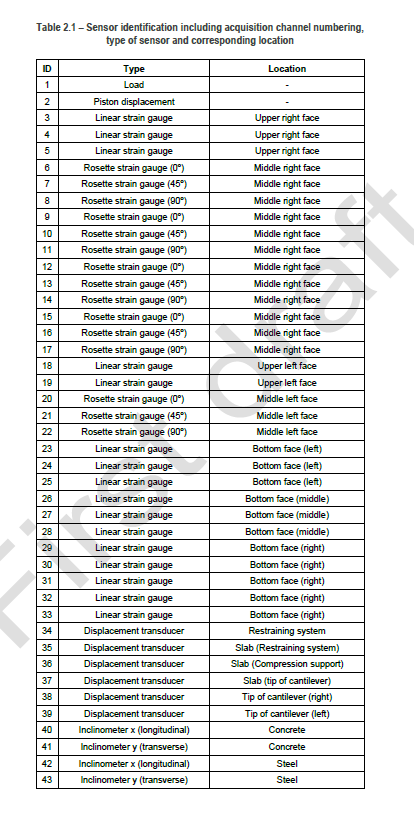 Table 2.1 – Sensor identification including acquisition channel numbering,
type of sensor and corresponding location
ID Type Location
1 Load -
2 Piston displacement -
3 Linear strain gauge Upper right face
4 Linear strain gauge Upper right face
5 Linear strain gauge Upper right face
6 Rosette strain gauge (0°) Middle right face
7 Rosette strain gauge (45°) Middle right face
8 Rosette strain gauge (90°) Middle right face
9 Rosette strain gauge (0°) Middle right face
10 Rosette strain gauge (45°) Middle right face
11 Rosette strain gauge (90°) Middle right face
12 Rosette strain gauge (0°) Middle right face
13 Rosette strain gauge (45°) Middle right face
14 Rosette strain gauge (90°) Middle right face
15 Rosette strain gauge (0°) Middle right face
16 Rosette strain gauge (45°) Middle right face
17 Rosette strain gauge (90°) Middle right face
18 Linear strain gauge Upper left face
19 Linear strain gauge Upper left face
20 Rosette strain gauge (0°) Middle left face
21 Rosette strain gauge (45°) Middle left face
22 Rosette strain gauge (90°) Middle left face
23 Linear strain gauge Bottom face (left)
24 Linear strain gauge Bottom face (left)
25 Linear strain gauge Bottom face (left)
26 Linear strain gauge Bottom face (middle)
27 Linear strain gauge Bottom face (middle)
28 Linear strain gauge Bottom face (middle)
29 Linear strain gauge Bottom face (right)
30 Linear strain gauge Bottom face (right)
31 Linear strain gauge Bottom face (right)
32 Linear strain gauge Bottom face (right)
33 Linear strain gauge Bottom face (right)
34 Displacement transducer Restraining system
35 Displacement transducer Slab (Restraining system)
36 Displacement transducer Slab (Compression support)
37 Displacement transducer Slab (tip of cantilever)
38 Displacement transducer Tip of cantilever (right)
39 Displacement transducer Tip of cantilever (left)
40 Inclinometer x (longitudinal) Concrete
41 Inclinometer y (transverse) Concrete
42 Inclinometer x (longitudinal) Steel
43 Inclinometer y (transverse) Steel
First draft